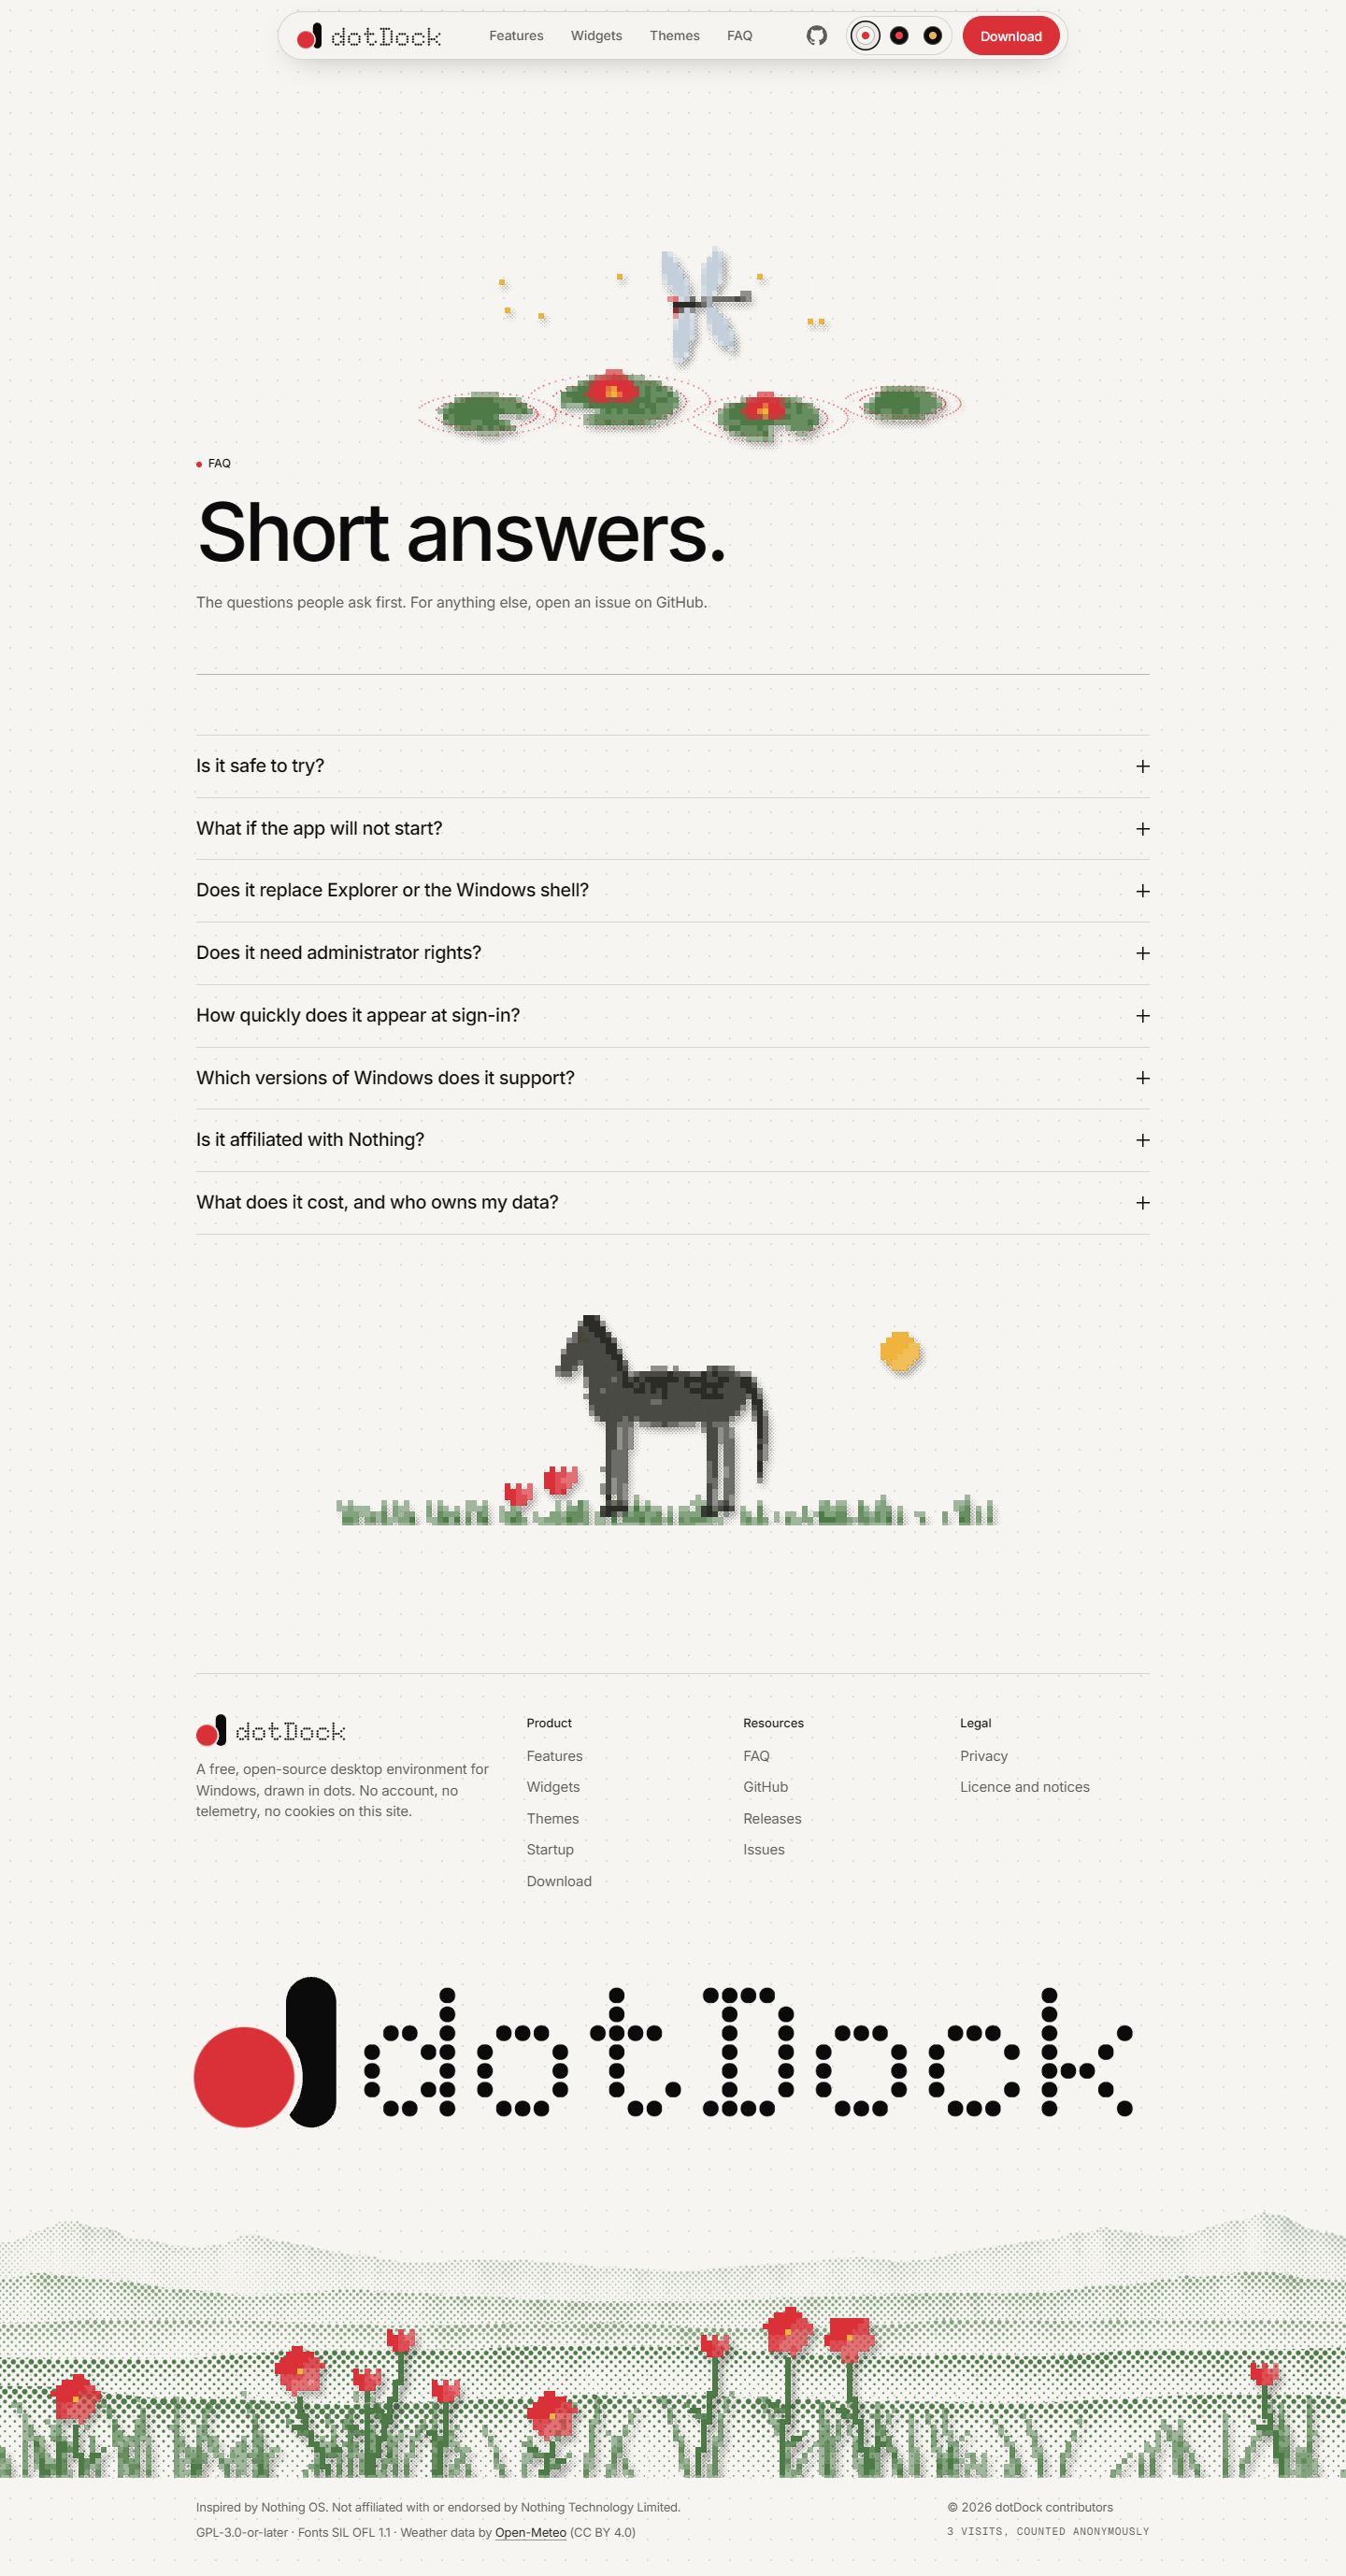 dotDock
Features Widgets Themes FAQ
Download
FAQ
Short answers.
The questions people ask first. For anything else, open an issue on GitHub.
Is it safe to try?
What if the app will not start?
Does it replace Explorer or the Windows shell?
Does it need administrator rights?
How quickly does it appear at sign-in?
Which versions of Windows does it support?
Is it affiliated with Nothing?
What does it cost, and who owns my data?
dotDock
A free, open-source desktop environment for
Windows, drawn in dots. No account, no
telemetry, no cookies on this site.
Product
Features
Widgets
Themes
Startup
Download
Resources
FAQ
GitHub
Releases
Issues
Legal
Privacy
Licence and notices
dotDock
Inspired by Nothing OS. Not affiliated with or endorsed by Nothing Technology Limited.
GPL-3.0-or-later · Fonts SIL OFL 1.1 · Weather data by Open-Meteo (CC BY 4.0)
© 2026 dotDock contributors
3 VISITS, COUNTED ANONYMOUSLY